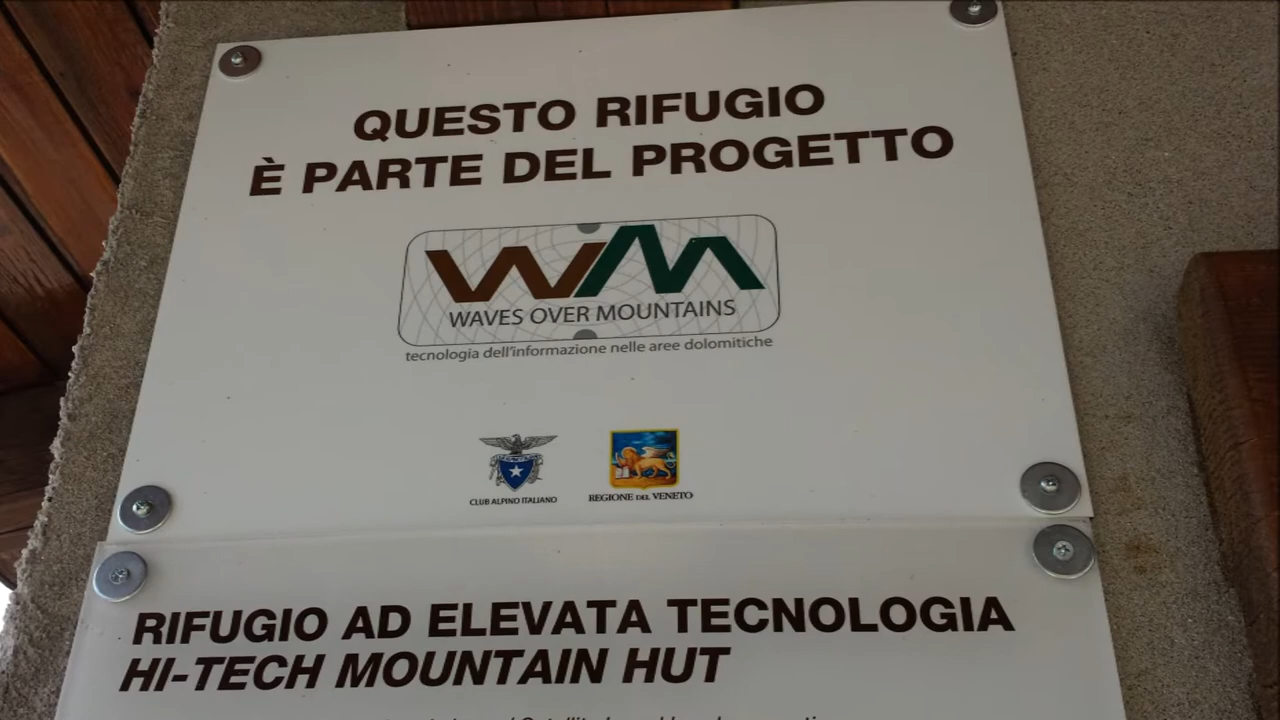 QUESTO RIFUGIO
È PARTE DEL PROGETTO
WM
WAVES OVER MOUNTAINS
tecnologia dell'informazione nelle aree dolomitiche
CLUB ALPINO ITALIANO
REGIONE DEL VENETO
RIFUGIO AD ELEVATA TECNOLOGIA
HI-TECH MOUNTAIN HUT